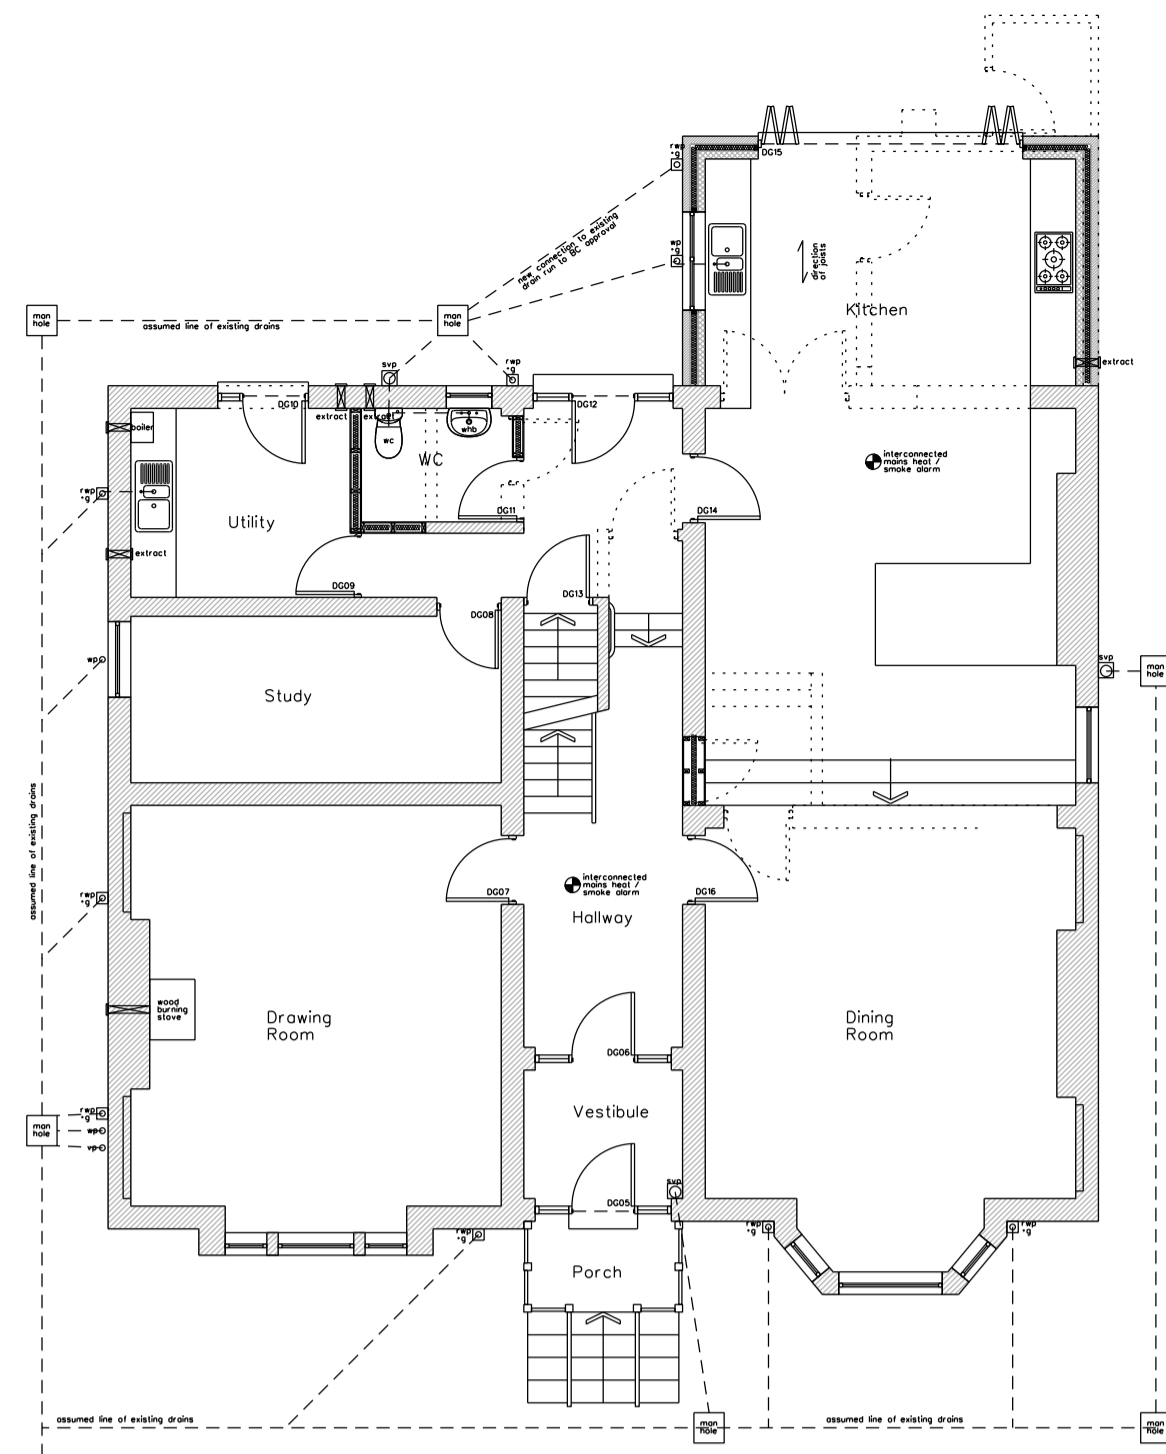 rwp
+g
DG15
new connection to existing
drain run to BC approval
wp
+g
direction
of joists
Kitchen
man
hole
assumed line of existing drains
man
hole
svp
rwp
+g
extract
DG10
extract
extract
DG12
boiler
wc
whb
WC
interconnected
mains heat /
smoke alarm
rwp
+g
Utility
DG11
DG14
extract
DG09
DG13
DG08
wp
svp
man
hole
Study
assumed line of existing drains
rwp
+g
DG07
interconnected
mains heat /
smoke alarm
DG16
Hallway
wood
burning
stove
Drawing
Room
Dining
Room
DG06
rwp
+g
Vestibule
man
hole
wp
vp
svp
DG05
rwp
+g
rwp
+g
rwp
+g
Porch
assumed line of existing drains
man
hole
assumed line of existing drains
man
hole